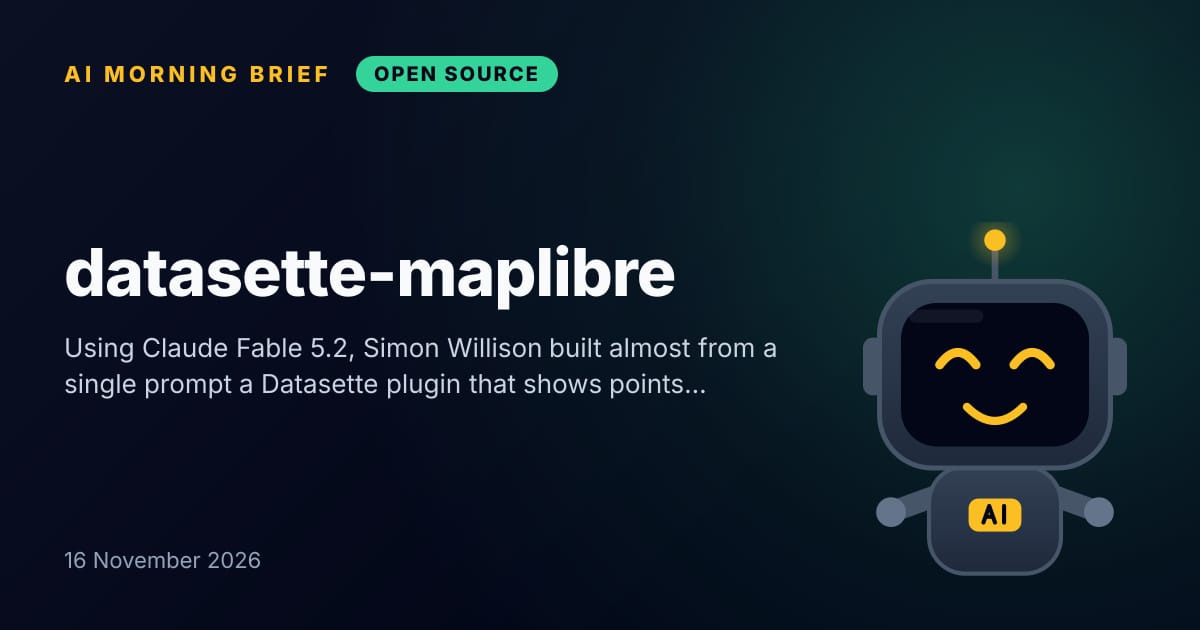 AI MORNING BRIEF
OPEN SOURCE
datasette-maplibre
Using Claude Fable 5.2, Simon Willison built almost from a
single prompt a Datasette plugin that shows points...
AI
16 November 2026